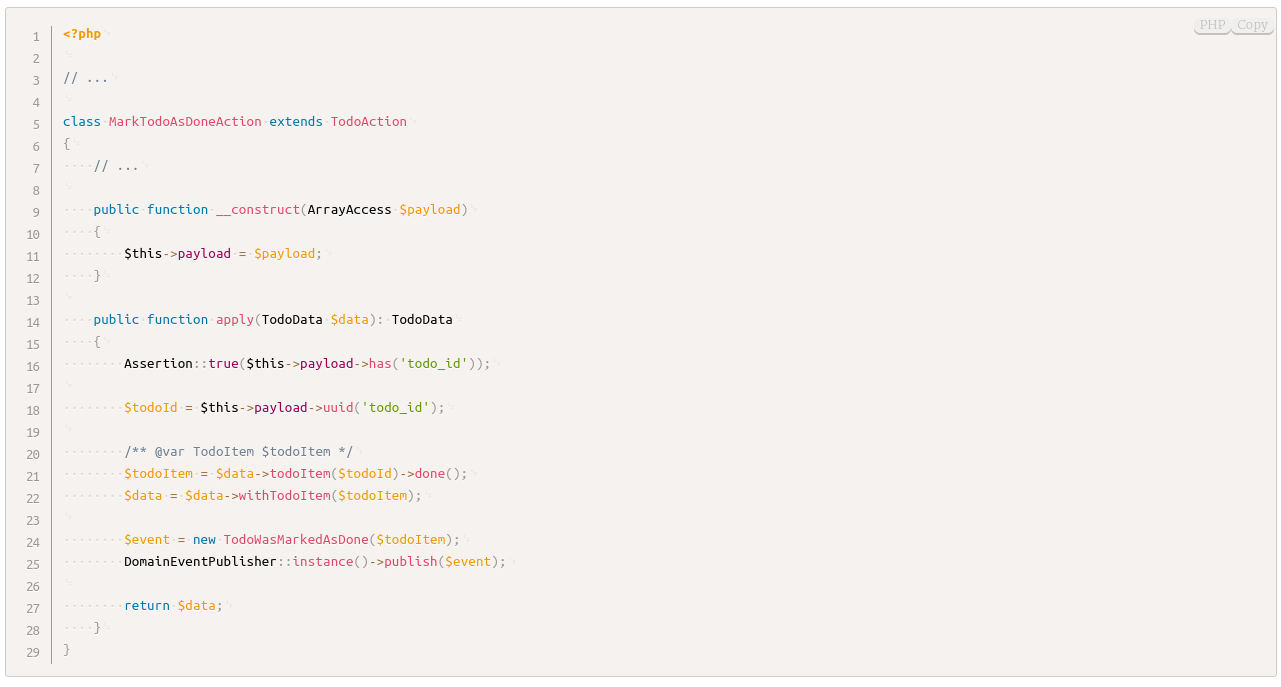 PHP Copy
1 <?php
2
3 // ...
4
5 class MarkTodoAsDoneAction extends TodoAction
6 {
7     // ...
8
9     public function __construct(ArrayAccess $payload)
10     {
11         $this->payload = $payload;
12     }
13
14     public function apply(TodoData $data): TodoData
15     {
16         Assertion::true($this->payload->has('todo_id'));
17
18         $todoId = $this->payload->uuid('todo_id');
19
20         /** @var TodoItem $todoItem */
21         $todoItem = $data->todoItem($todoId)->done();
22         $data = $data->withTodoItem($todoItem);
23
24         $event = new TodoWasMarkedAsDone($todoItem);
25         DomainEventPublisher::instance()->publish($event);
26
27         return $data;
28     }
29 }